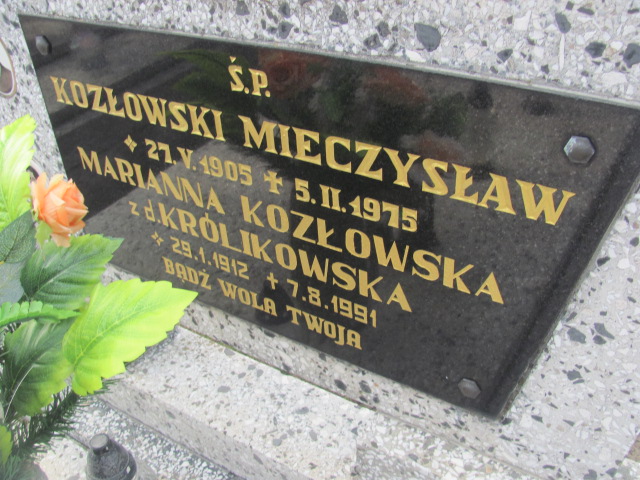 Ś.P.
KOZŁOWSKI MIECZYSŁAW
* 27.V.1905 ✝ 5.II.1975
MARIANNA KOZŁOWSKA
z d. KRÓLIKOWSKA
* 29.1.1912 ✝ 7.8.1991
BĄDŹ WOLA TWOJA